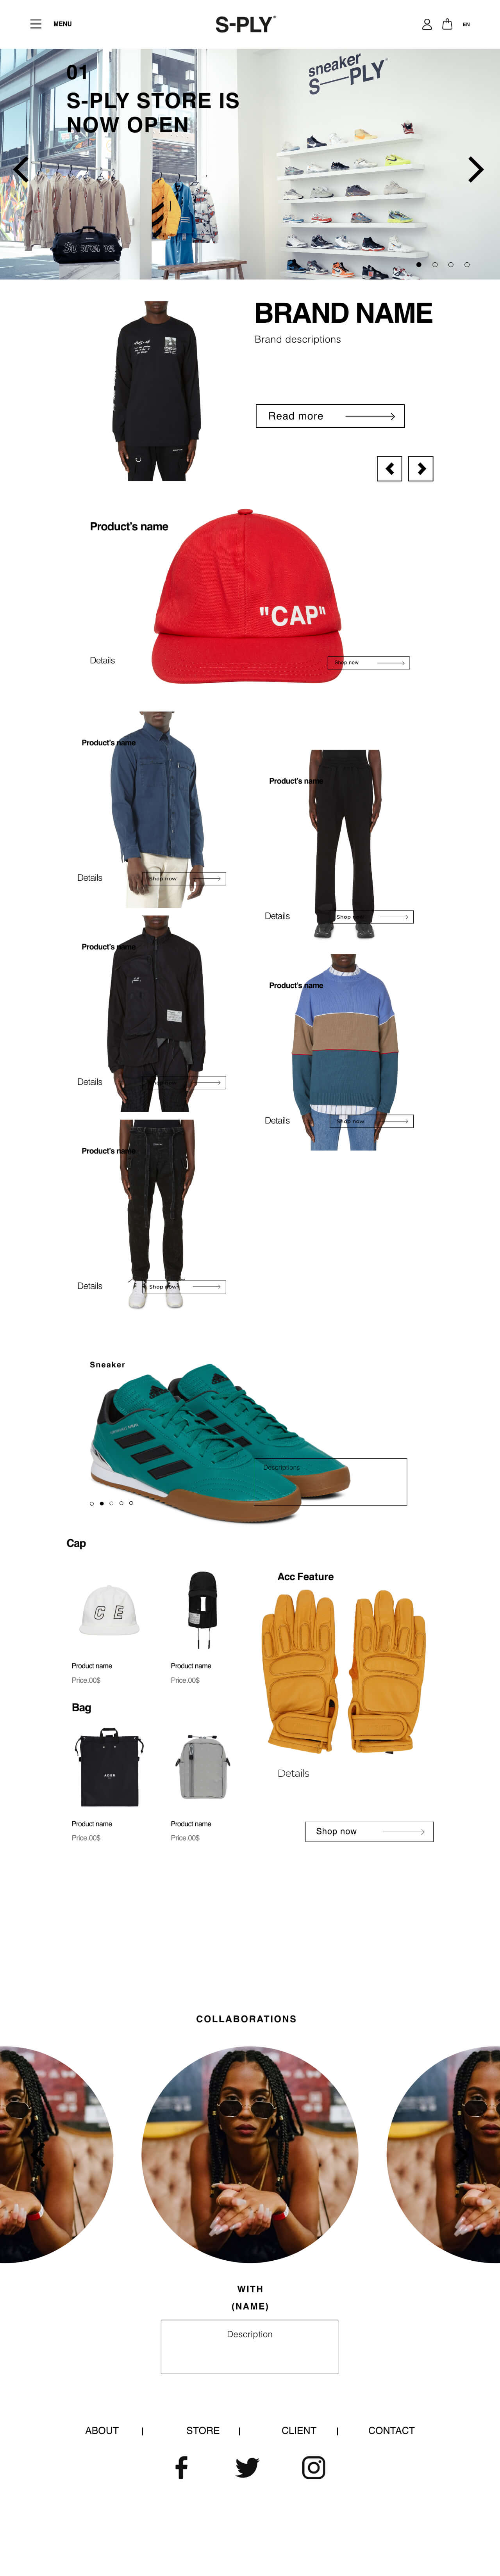 MENU
S-PLY
EN
01
S-PLY STORE IS
NOW OPEN
sneaker
S—PLY
Supreme
BRAND NAME
Brand descriptions
Read more
Product's name
"CAP"
Details
Shop now
Product's name
Details
Shop now
Product's name
Details
Shop now
Product's name
Details
Product's name
Details
Shop now
Product's name
Details
Shop now
Sneaker
Descriptions
Cap
C E
Product name
Price.00$
Product name
Price.00$
Acc Feature
Details
Shop now
Bag
Product name
Price.00$
Product name
Price.00$
COLLABORATIONS
WITH
(NAME)
Description
ABOUT | STORE | CLIENT | CONTACT